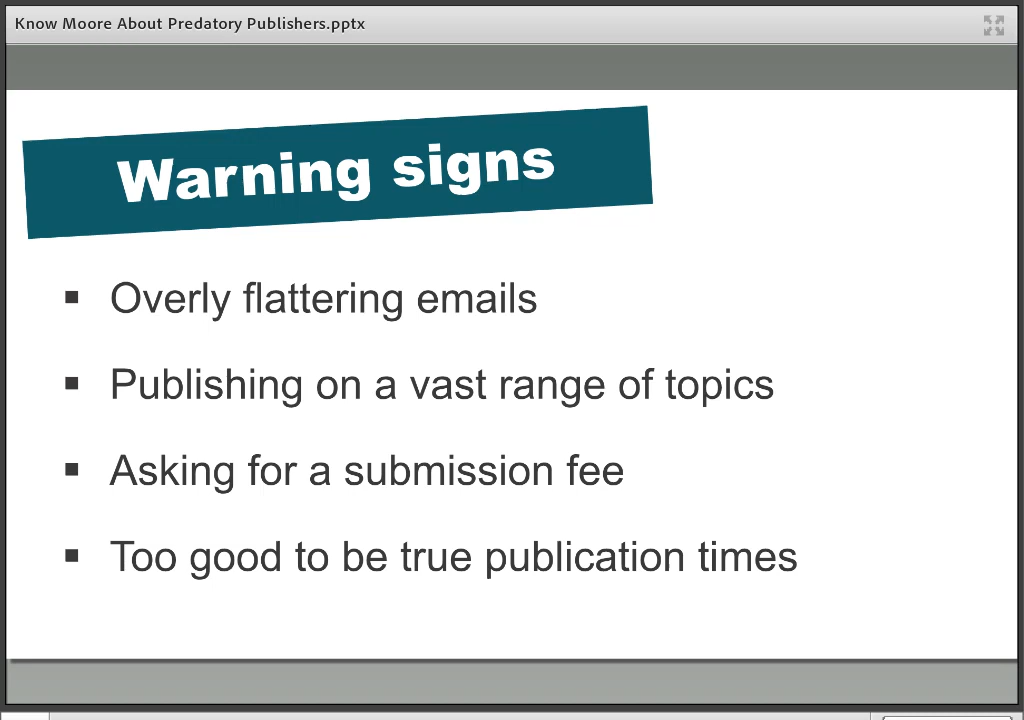 Know Moore About Predatory Publishers.pptx
Warning signs
▪ Overly flattering emails
▪ Publishing on a vast range of topics
▪ Asking for a submission fee
▪ Too good to be true publication times